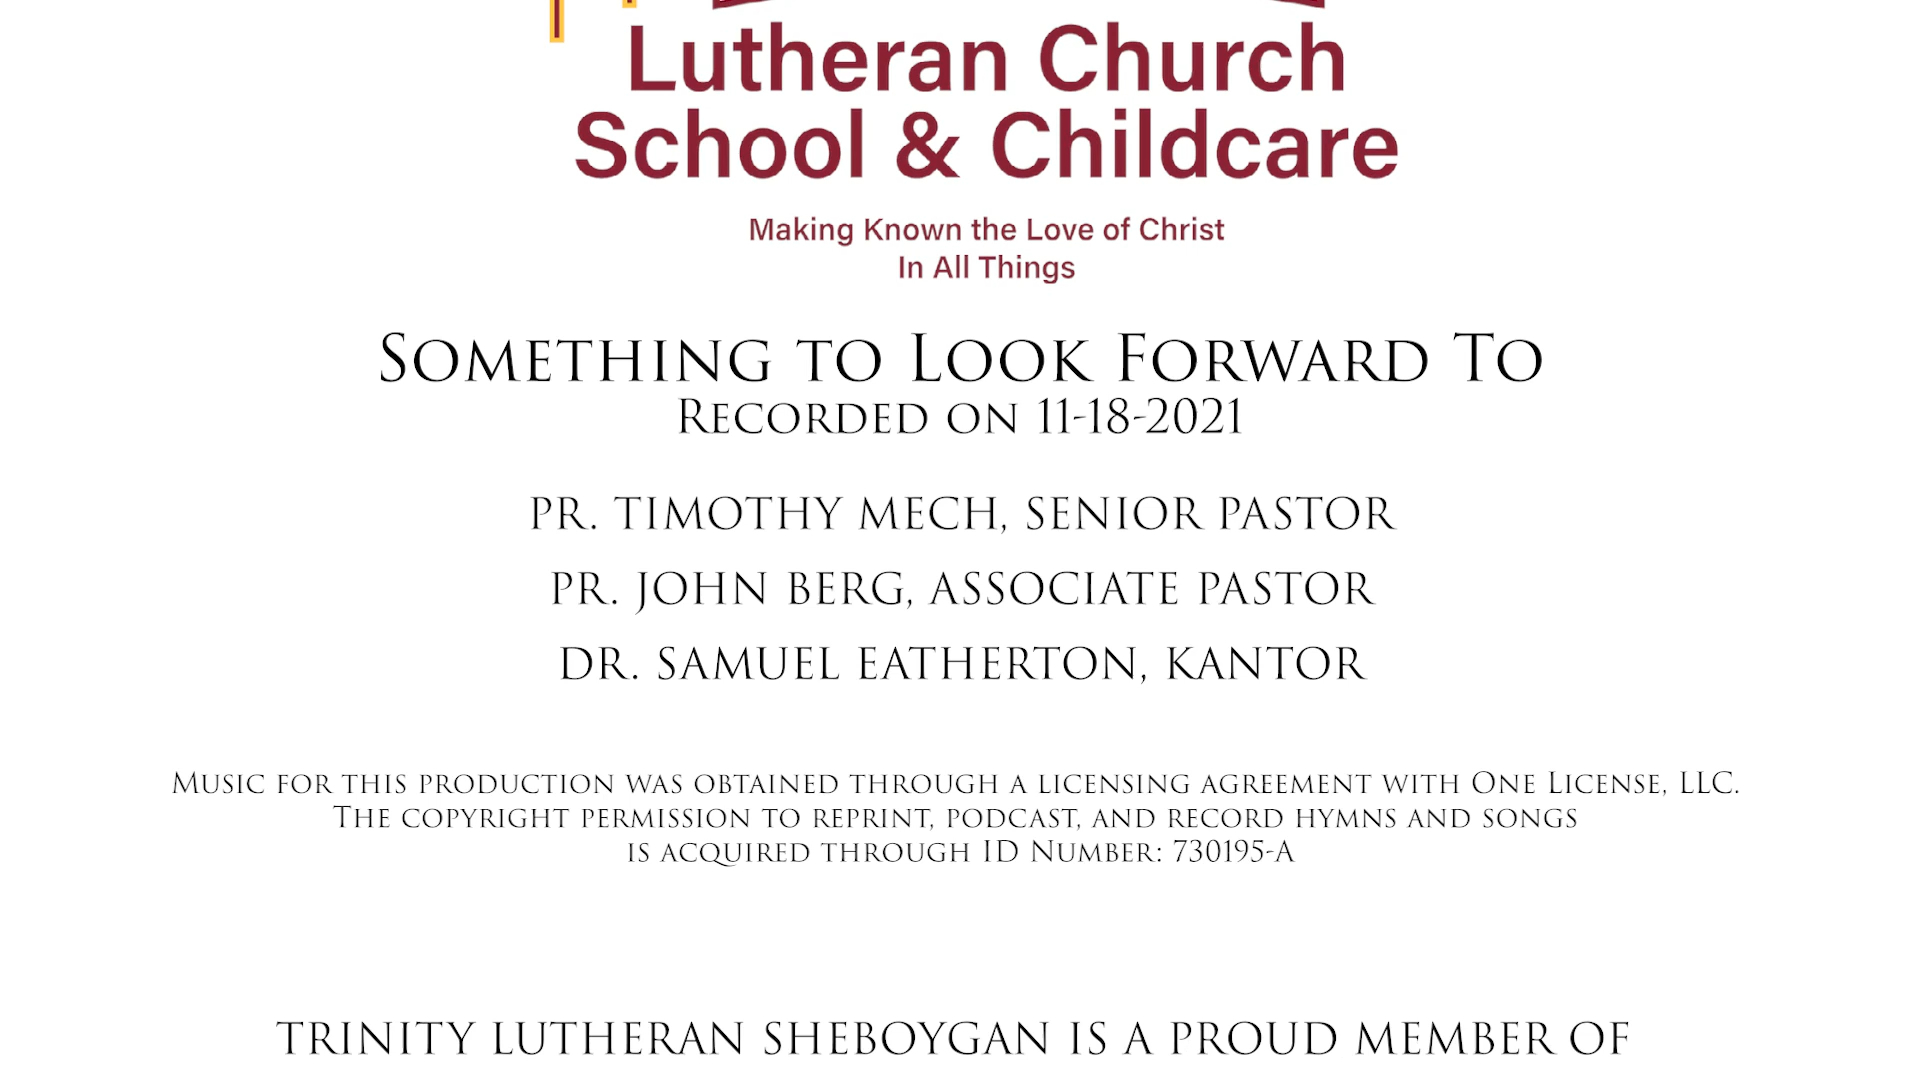 Lutheran Church
School & Childcare
Making Known the Love of Christ
In All Things
Something to Look Forward To
Recorded on 11-18-2021
PR. TIMOTHY MECH, SENIOR PASTOR
PR. JOHN BERG, ASSOCIATE PASTOR
DR. SAMUEL EATHERTON, KANTOR
Music for this production was obtained through a licensing agreement with One License, LLC.
The copyright permission to reprint, podcast, and record hymns and songs
is acquired through ID Number: 730195-A
TRINITY LUTHERAN SHEBOYGAN IS A PROUD MEMBER OF